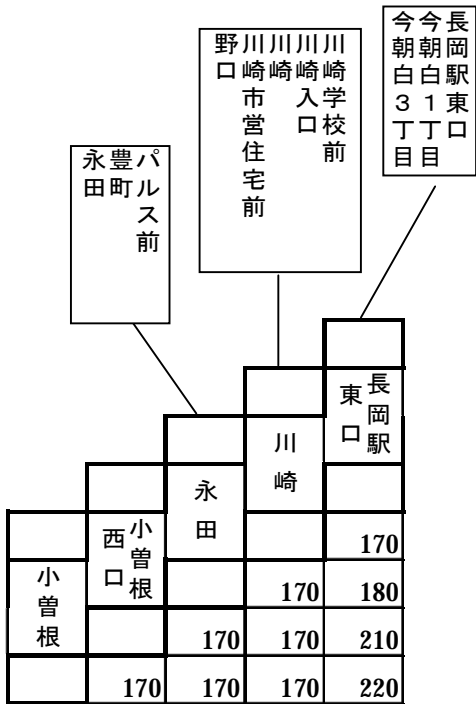 長岡駅東口
今朝白1丁目
今朝白3丁目
川崎学校前
川崎入口
川崎
川崎市営住宅前
野口
パルス前
豊町
永田
長岡駅
東口
川崎
永田
小曽根
西口
小曽根
170
170 180
170 170 210
170 170 170 220